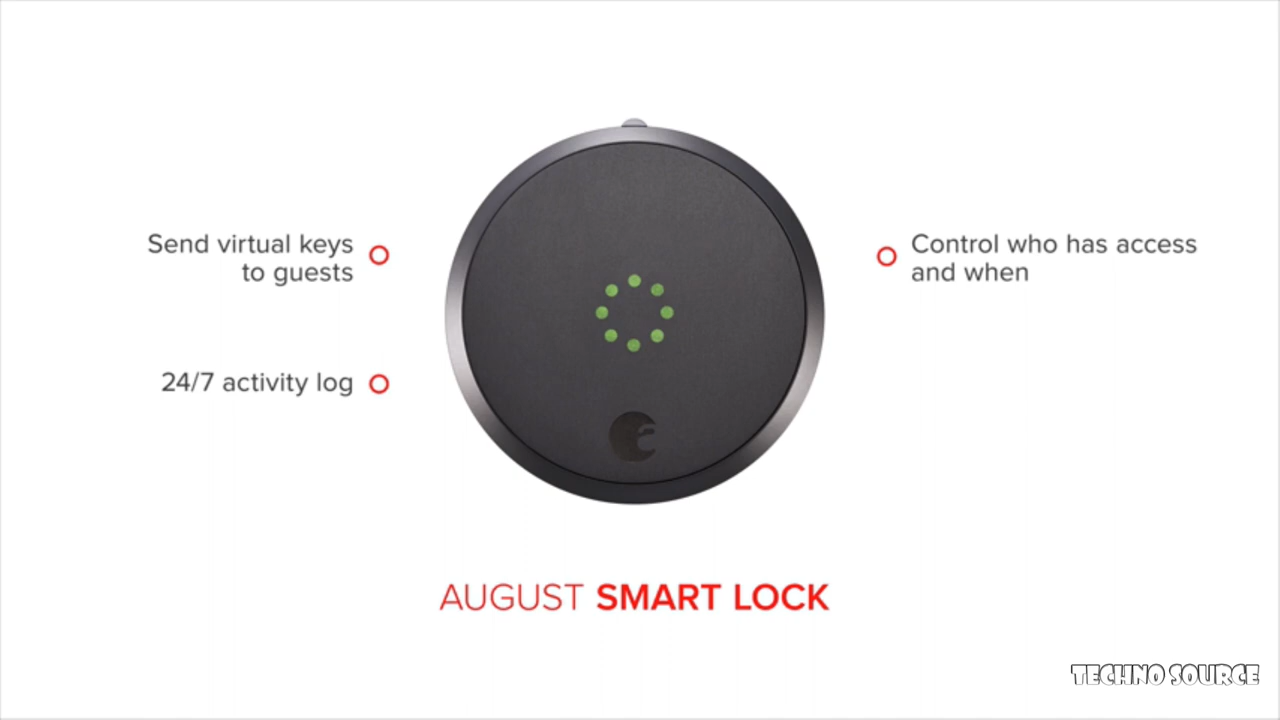 Send virtual keys
to guests
Control who has access
and when
24/7 activity log
AUGUST SMART LOCK
TECHNO SOURCE